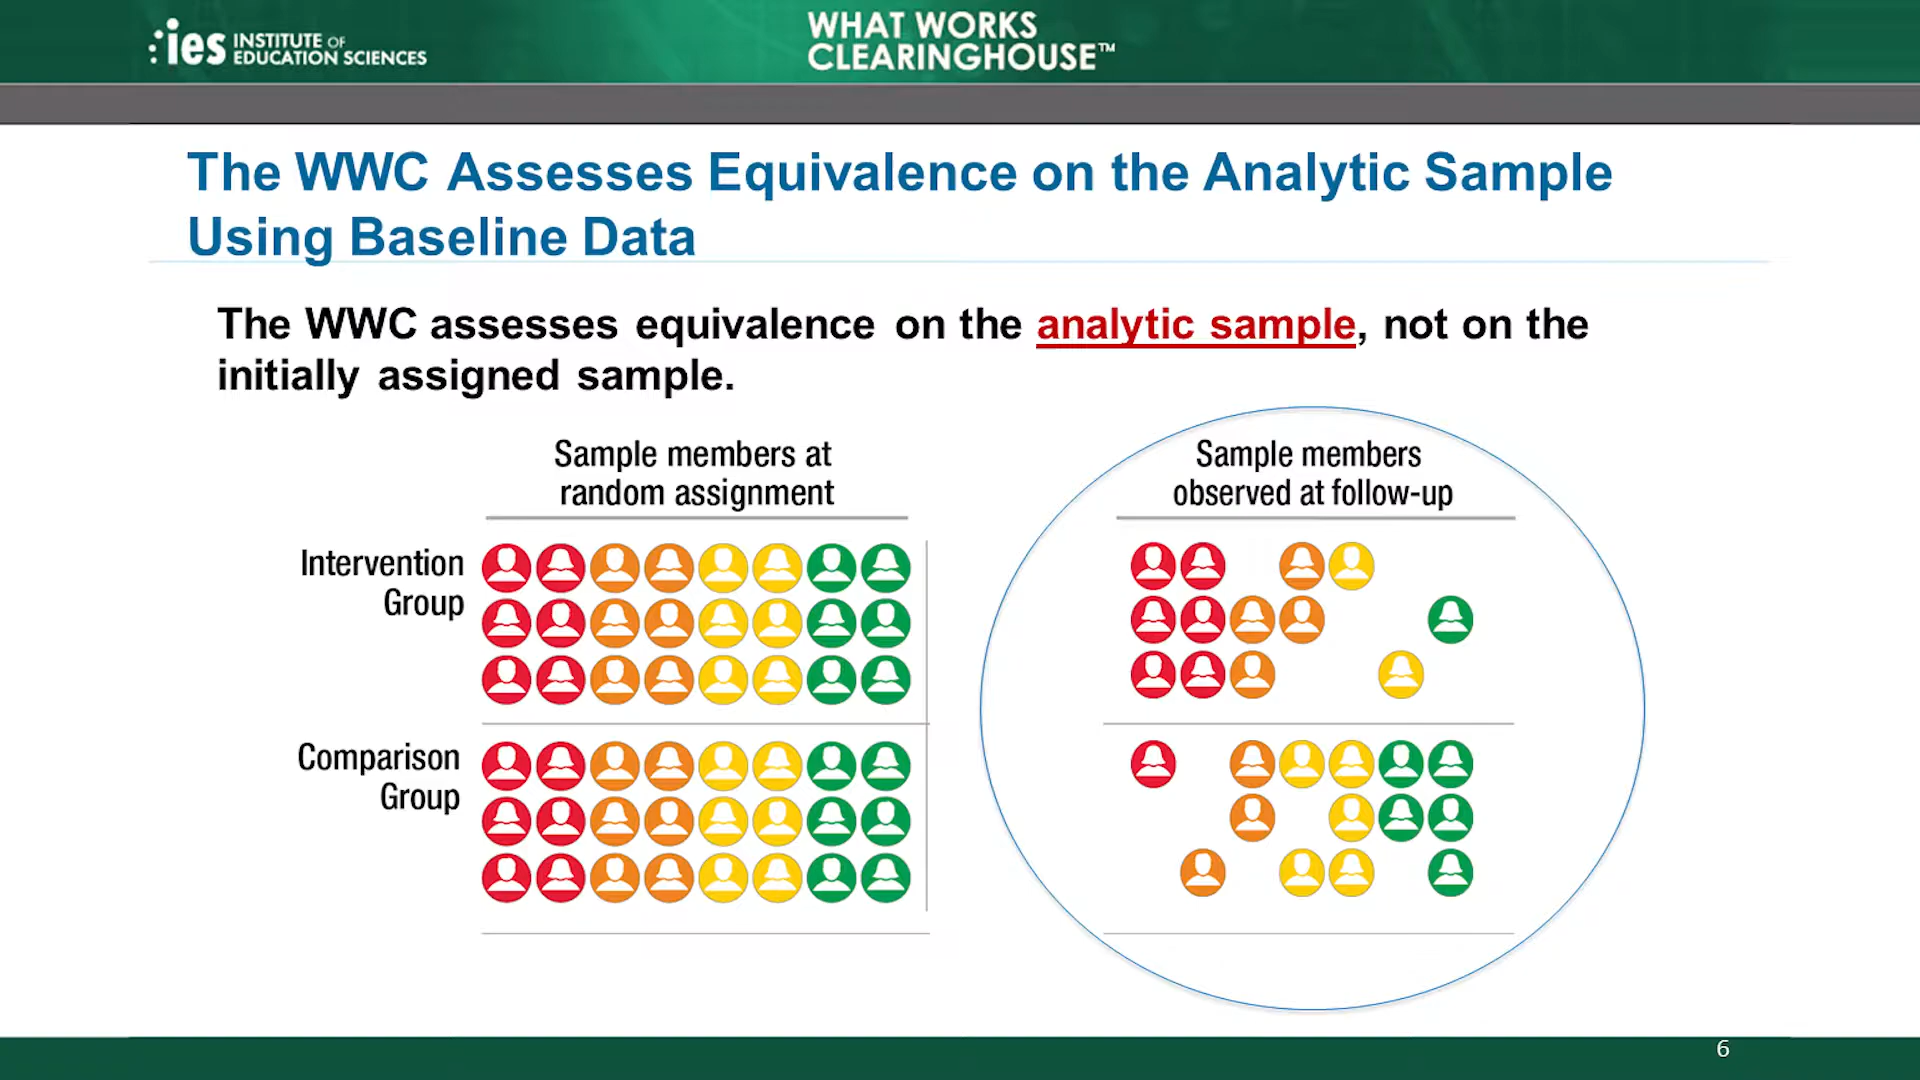 ies INSTITUTE OF
EDUCATION SCIENCES
WHAT WORKS
CLEARINGHOUSE™
The WWC Assesses Equivalence on the Analytic Sample
Using Baseline Data
The WWC assesses equivalence on the analytic sample, not on the
initially assigned sample.
Sample members at
random assignment
Sample members
observed at follow-up
Intervention
Group
Comparison
Group
6